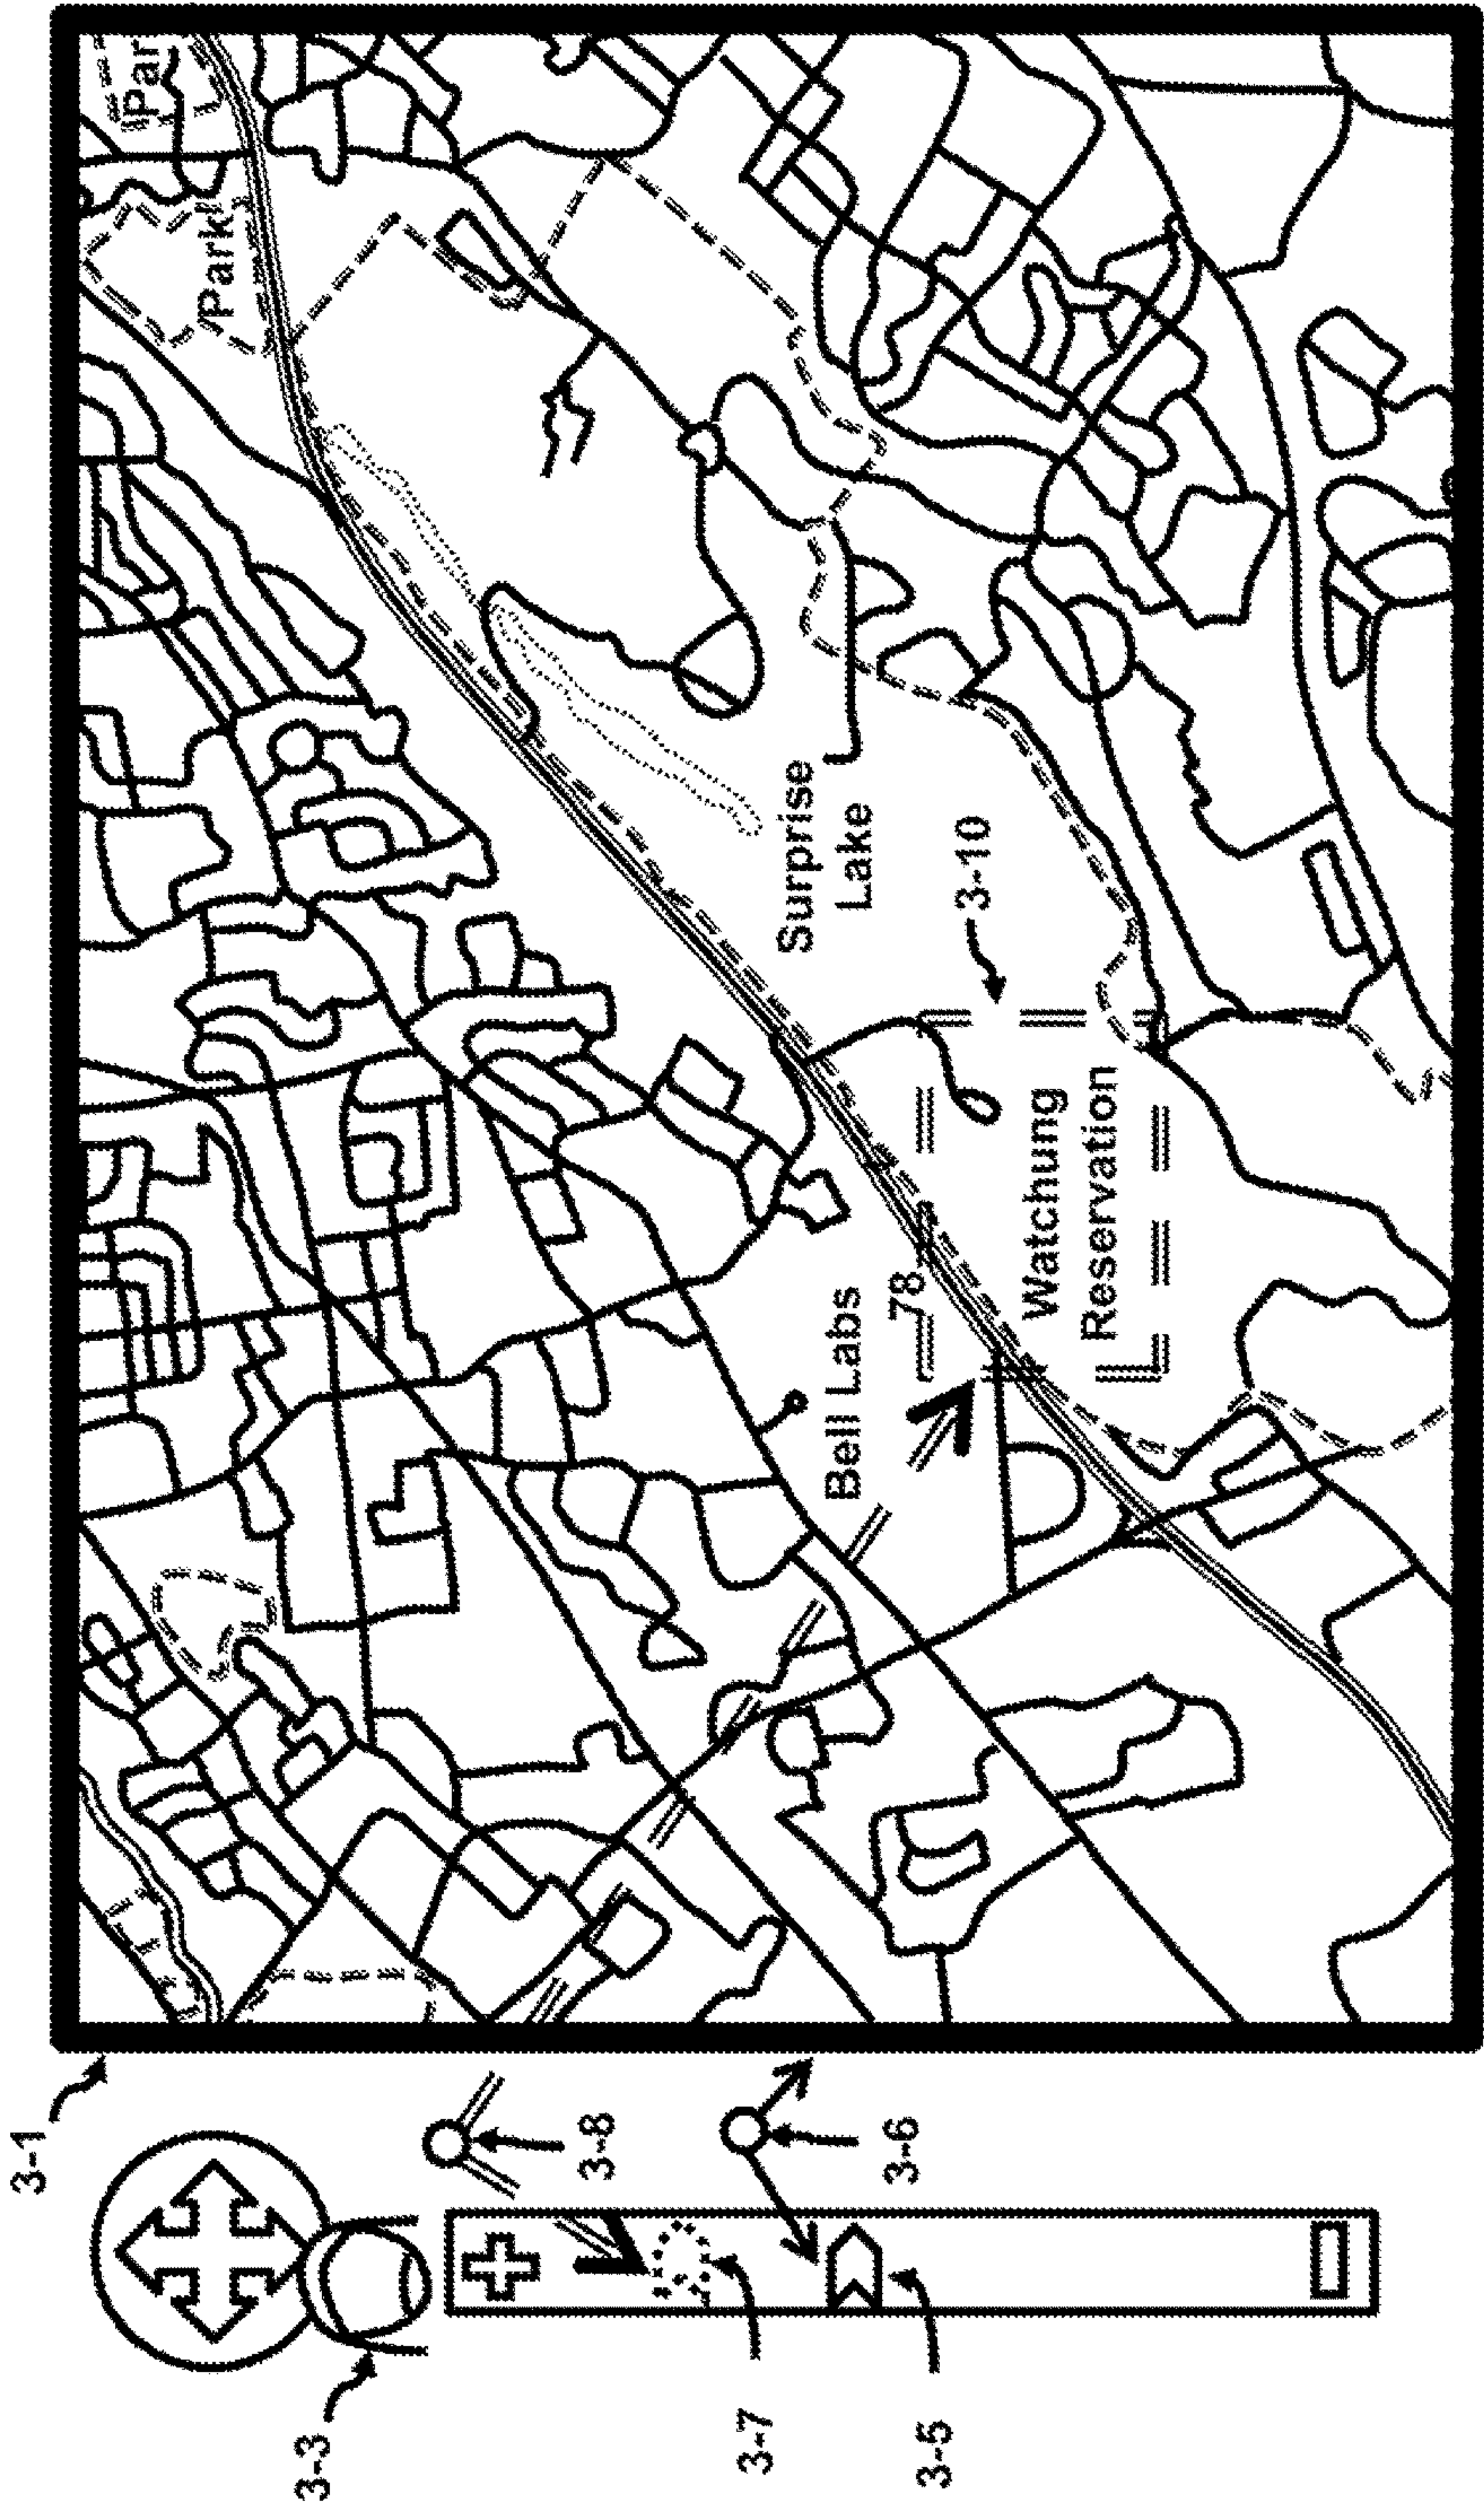 3-1
Par
Park
3-3
3-8
3-7
Surprise
Lake
Bell Labs
3-6
78
3-5
3-10
Watchung
Reservation